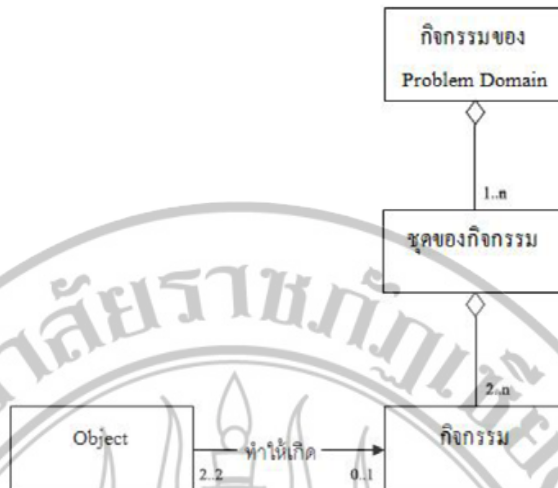 กิจกรรมของ
Problem Domain
1..n
ชุดของกิจกรรม
2..n
Object
ทำให้เกิด
กิจกรรม
2..2
0..1